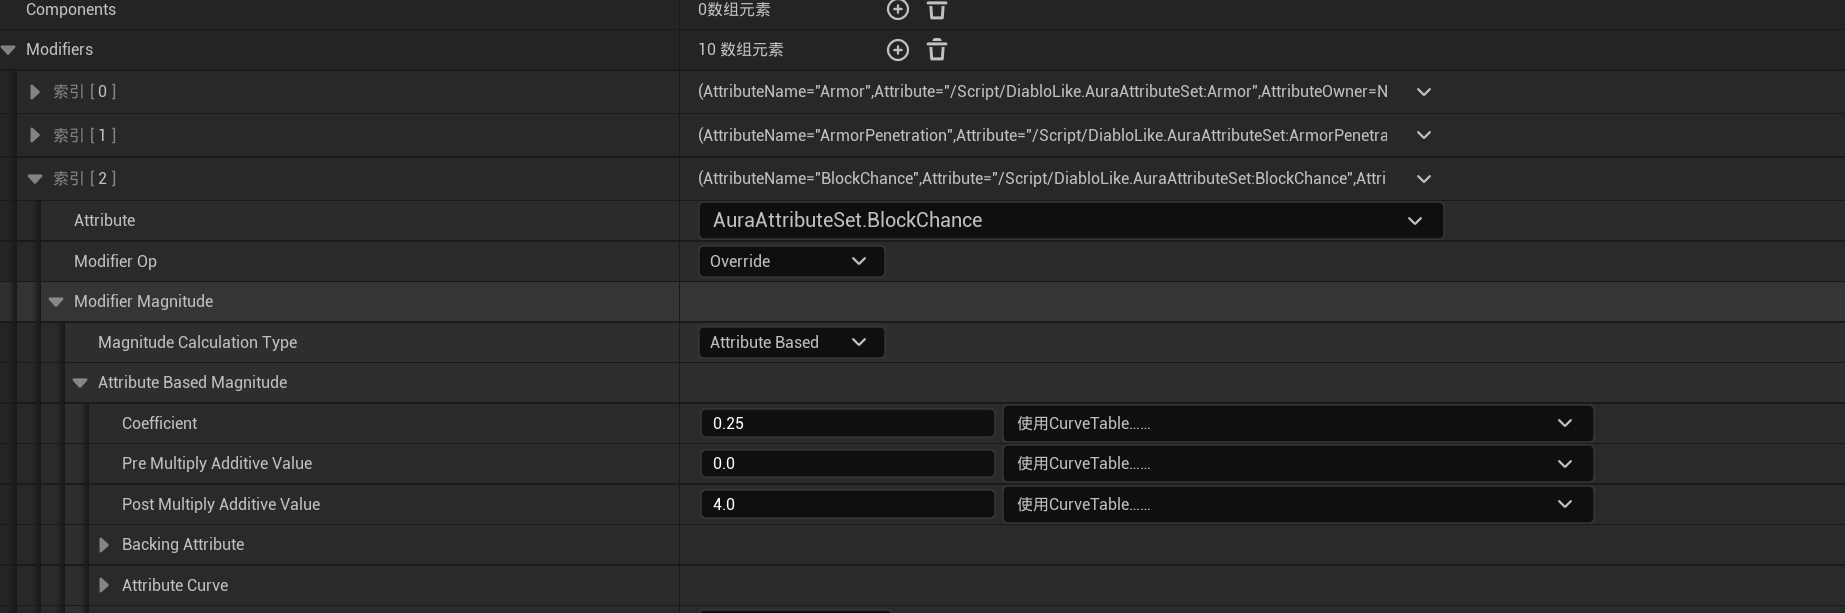 Components 0数组元素
Modifiers 10 数组元素
索引 [ 0 ] (AttributeName="Armor",Attribute="/Script/DiabloLike.AuraAttributeSet:Armor",AttributeOwner=N
索引 [ 1 ] (AttributeName="ArmorPenetration",Attribute="/Script/DiabloLike.AuraAttributeSet:ArmorPenetra
索引 [ 2 ] (AttributeName="BlockChance",Attribute="/Script/DiabloLike.AuraAttributeSet:BlockChance",Attri
Attribute AuraAttributeSet.BlockChance
Modifier Op Override
Modifier Magnitude
Magnitude Calculation Type Attribute Based
Attribute Based Magnitude
Coefficient 0.25 使用CurveTable……
Pre Multiply Additive Value 0.0 使用CurveTable……
Post Multiply Additive Value 4.0 使用CurveTable……
Backing Attribute
Attribute Curve